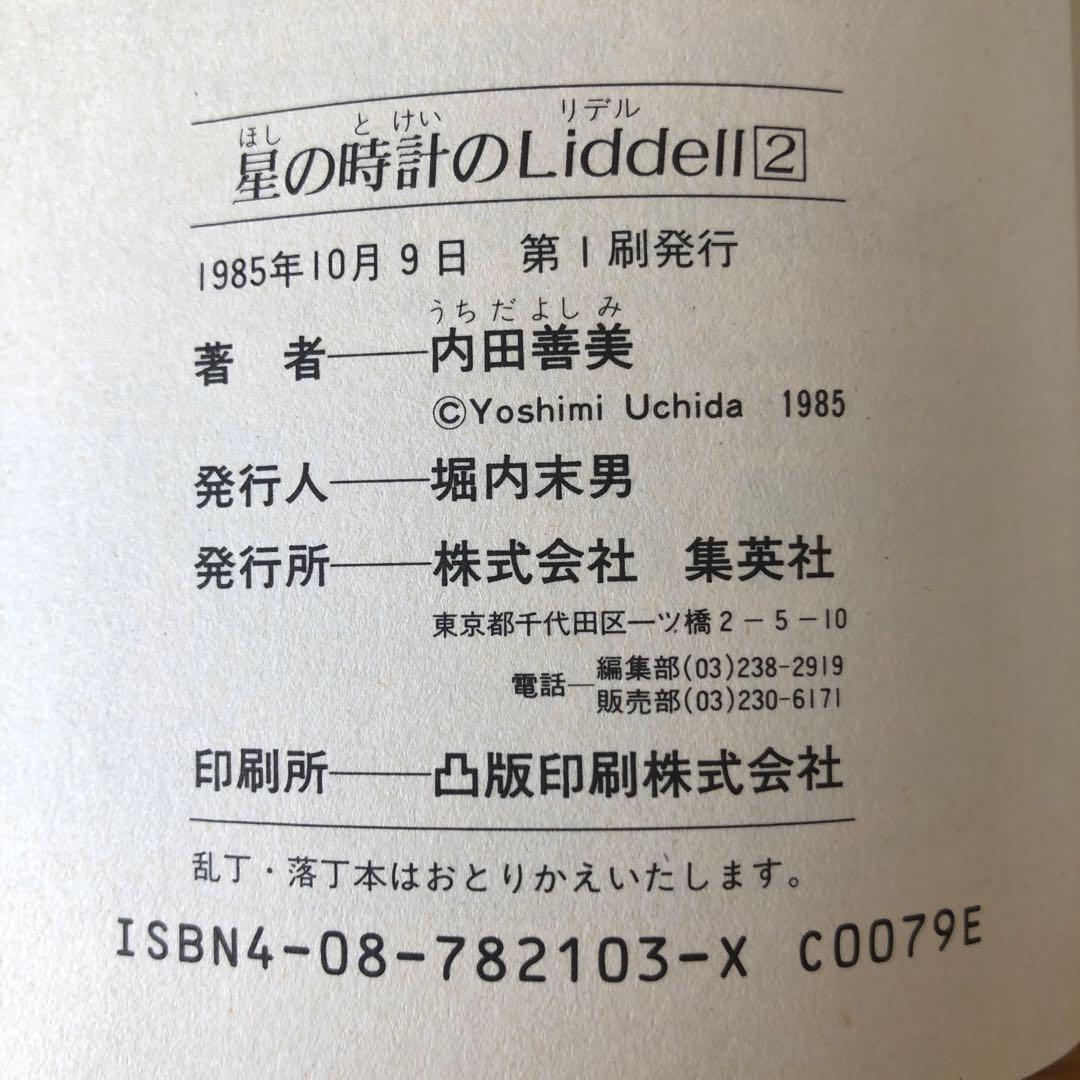 ほし とけい リデル
星の時計のLiddell2
1985年10月9日 第1刷発行
うちだよしみ
著 者──内田善美
©Yoshimi Uchida 1985
発行人──堀内末男
発行所──株式会社 集英社
東京都千代田区一ツ橋2-5-10
電話─編集部(03)238-2919
販売部(03)230-6171
印刷所──凸版印刷株式会社
乱丁・落丁本はおとりかえいたします。
ISBN4-08-782103-X C0079E